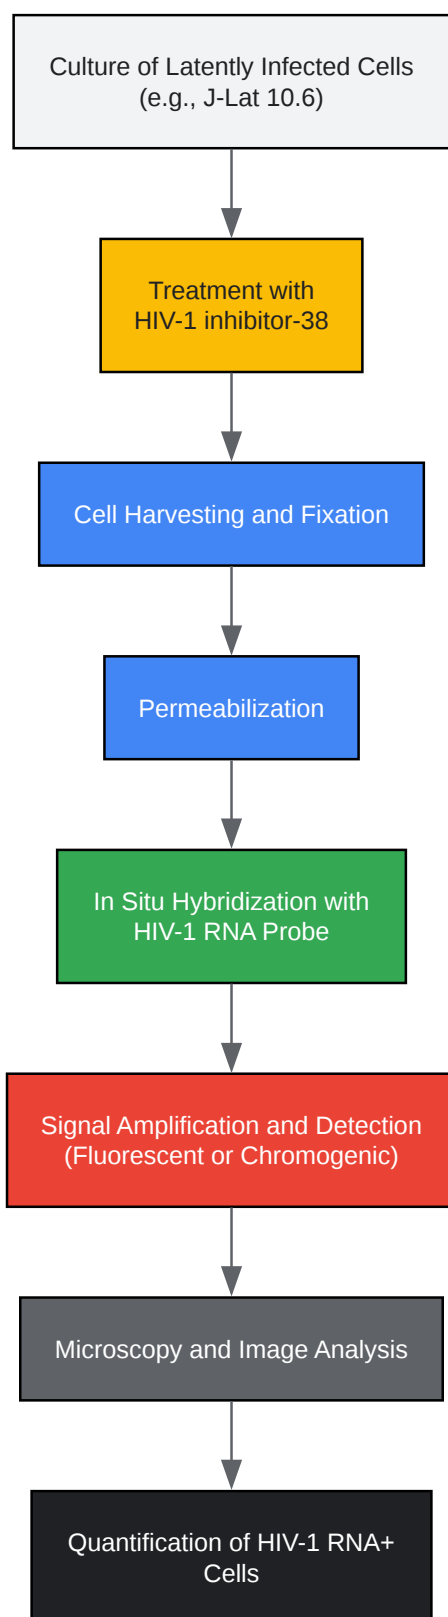 Culture of Latently Infected Cells
(e.g., J-Lat 10.6)
Treatment with
HIV-1 inhibitor-38
Cell Harvesting and Fixation
Permeabilization
In Situ Hybridization with
HIV-1 RNA Probe
Signal Amplification and Detection
(Fluorescent or Chromogenic)
Microscopy and Image Analysis
Quantification of HIV-1 RNA+
Cells